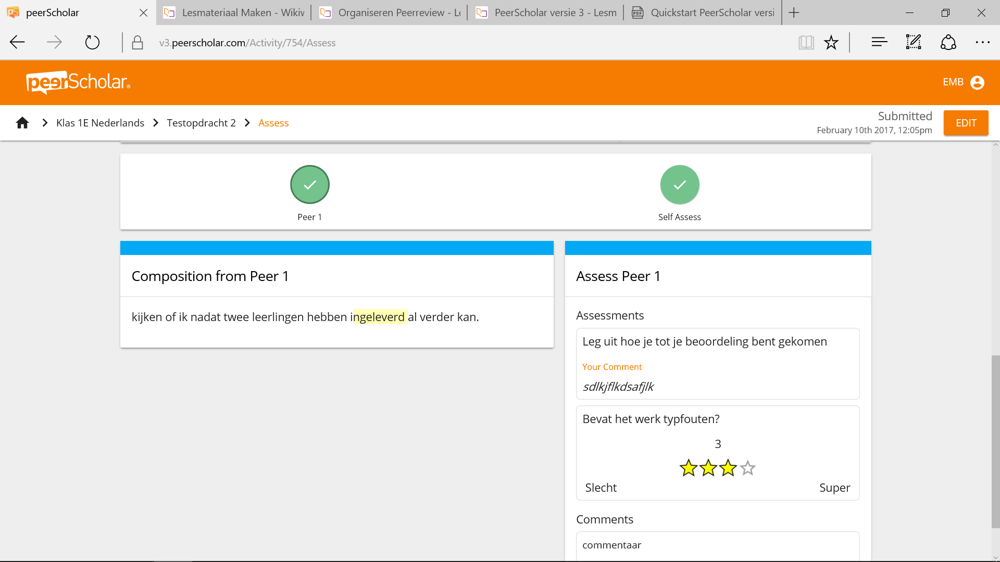 peerScholar
Lesmateriaal Maken - Wikiv
Organiseren Peerreview - Le
PeerScholar versie 3 - Lesm
Quickstart PeerScholar versi
v3.peerscholar.com/Activity/754/Assess
peerScholar®
EMB
Klas 1E Nederlands
Testopdracht 2
Assess
Submitted
February 10th 2017, 12:05pm
EDIT
Peer 1
Self Assess
Composition from Peer 1
kijken of ik nadat twee leerlingen hebben ingeleverd al verder kan.
Assess Peer 1
Assessments
Leg uit hoe je tot je beoordeling bent gekomen
Your Comment
sdlkjflkdsafjlk
Bevat het werk typfouten?
3
Slecht
Super
Comments
commentaar